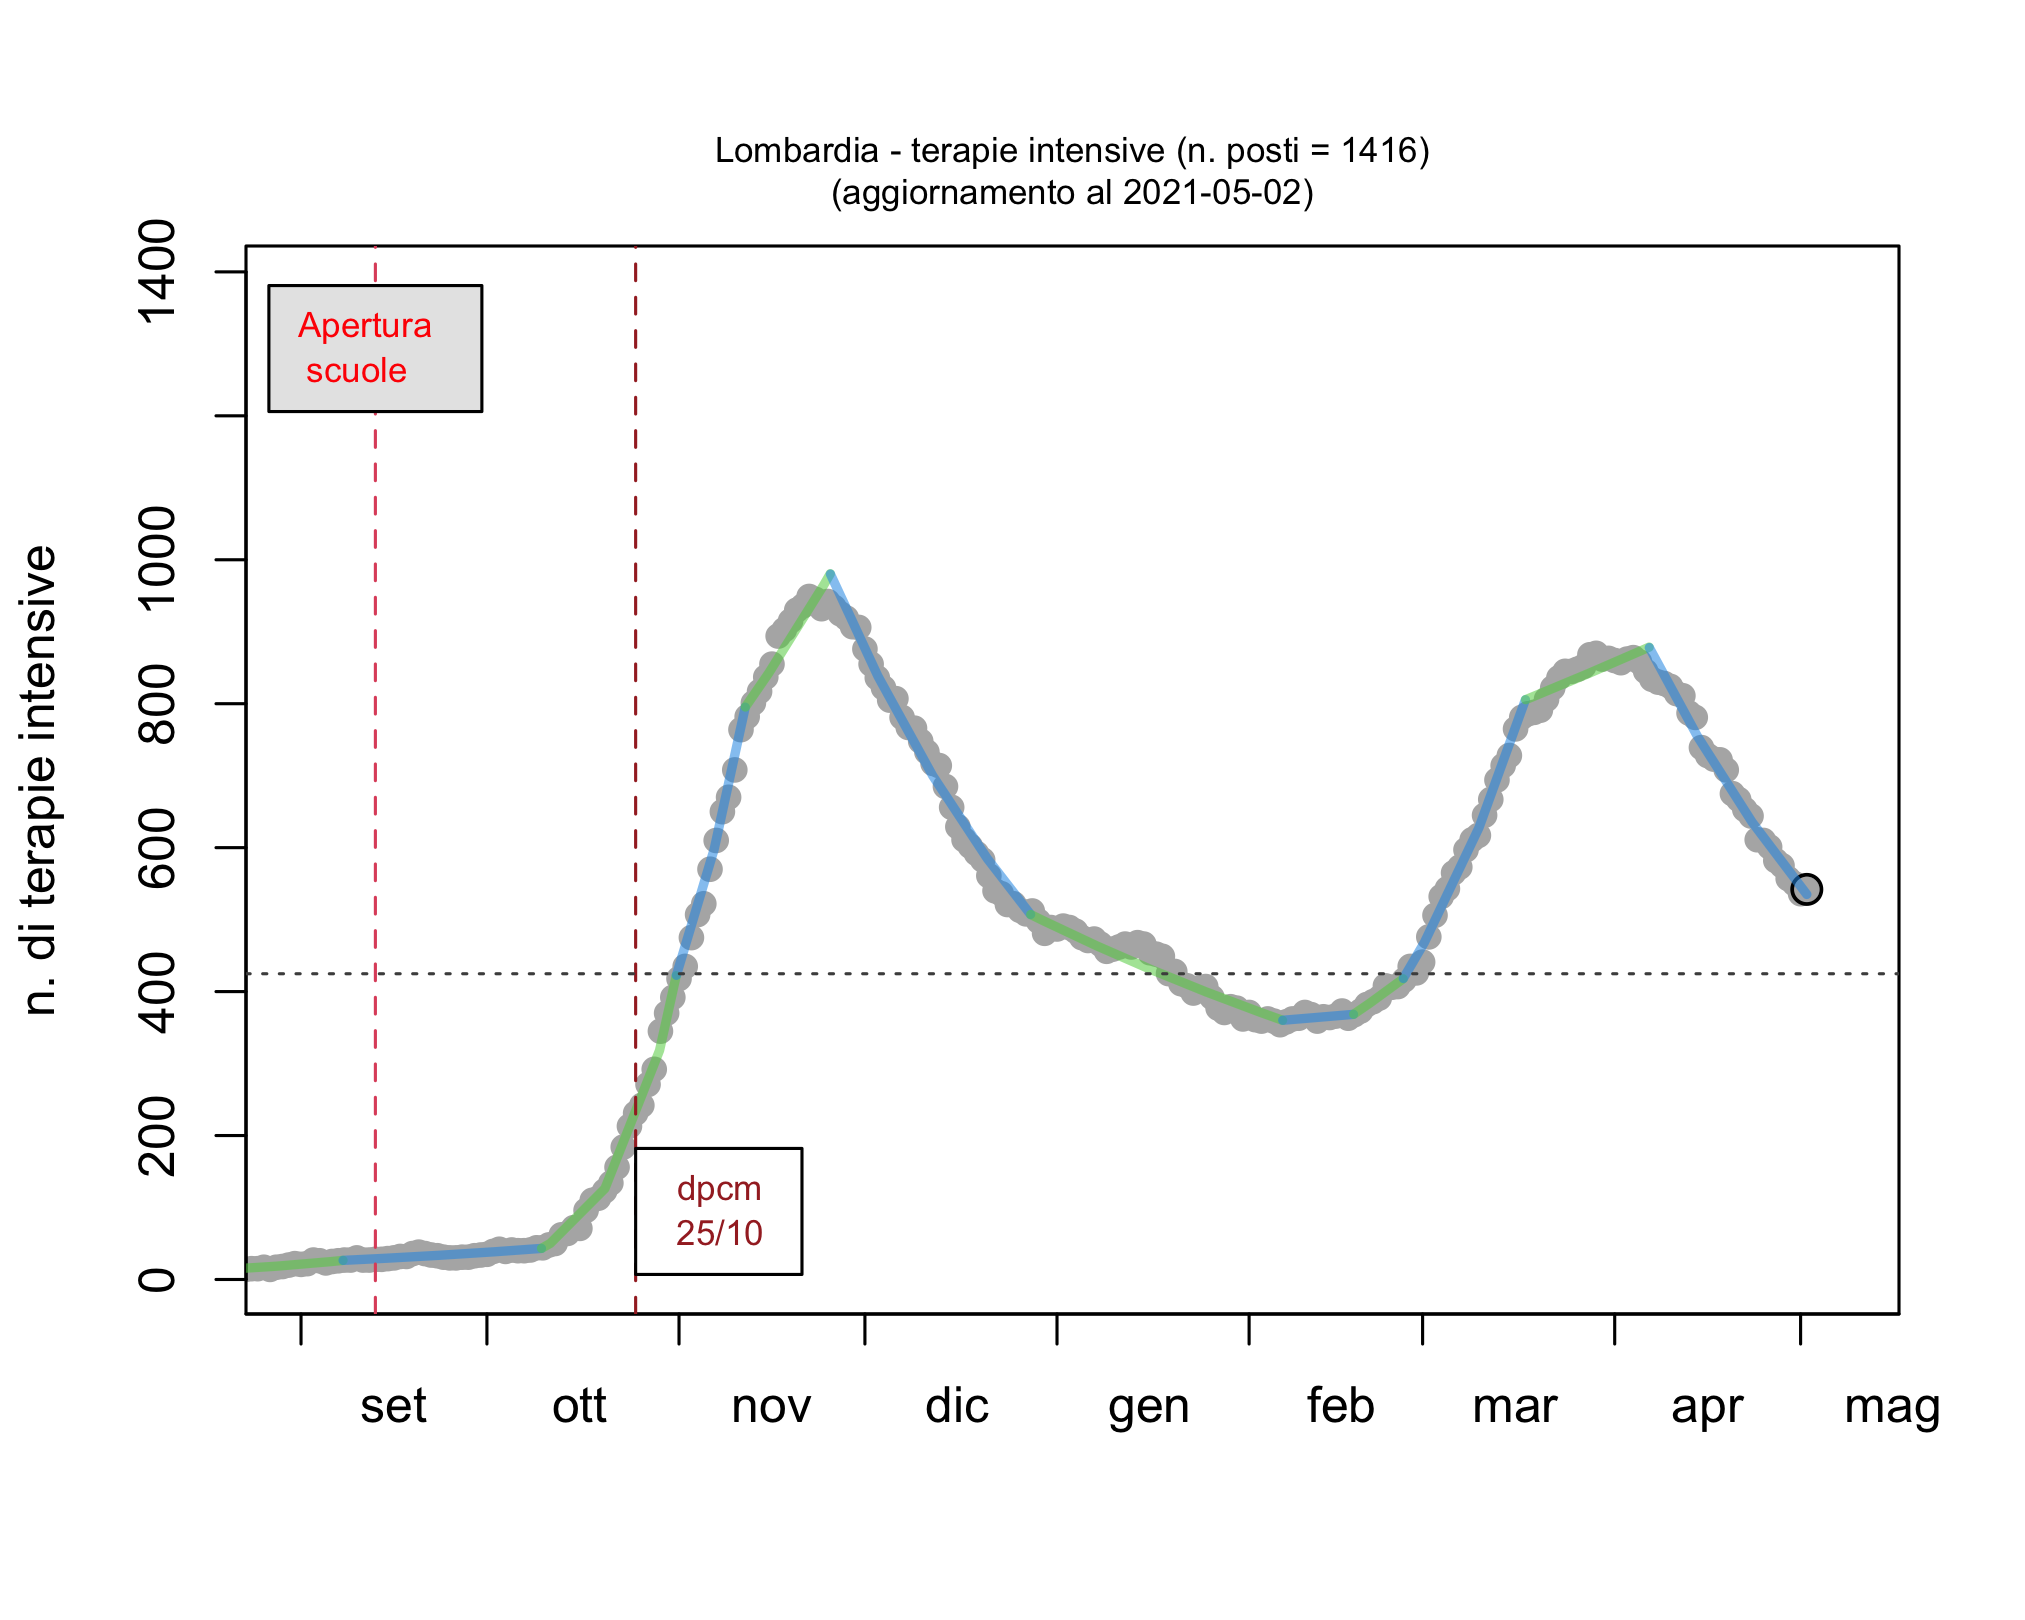 Lombardia - terapie intensive (n. posti = 1416)
(aggiornamento al 2021-05-02)
n. di terapie intensive
1400
1000
800
600
400
200
0
Apertura
scuole
dpcm
25/10
set ott nov dic gen feb mar apr mag